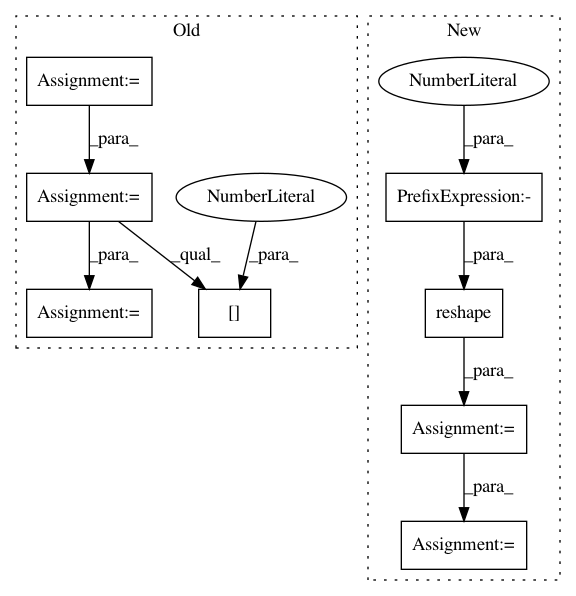 Old
New
Assignment:=
NumberLiteral
_para_
_para_
Assignment:=
NumberLiteral
PrefixExpression:-
_para_
_qual_
_para_
_para_
Assignment:=
[]
reshape
_para_
Assignment:=
_para_
Assignment:=